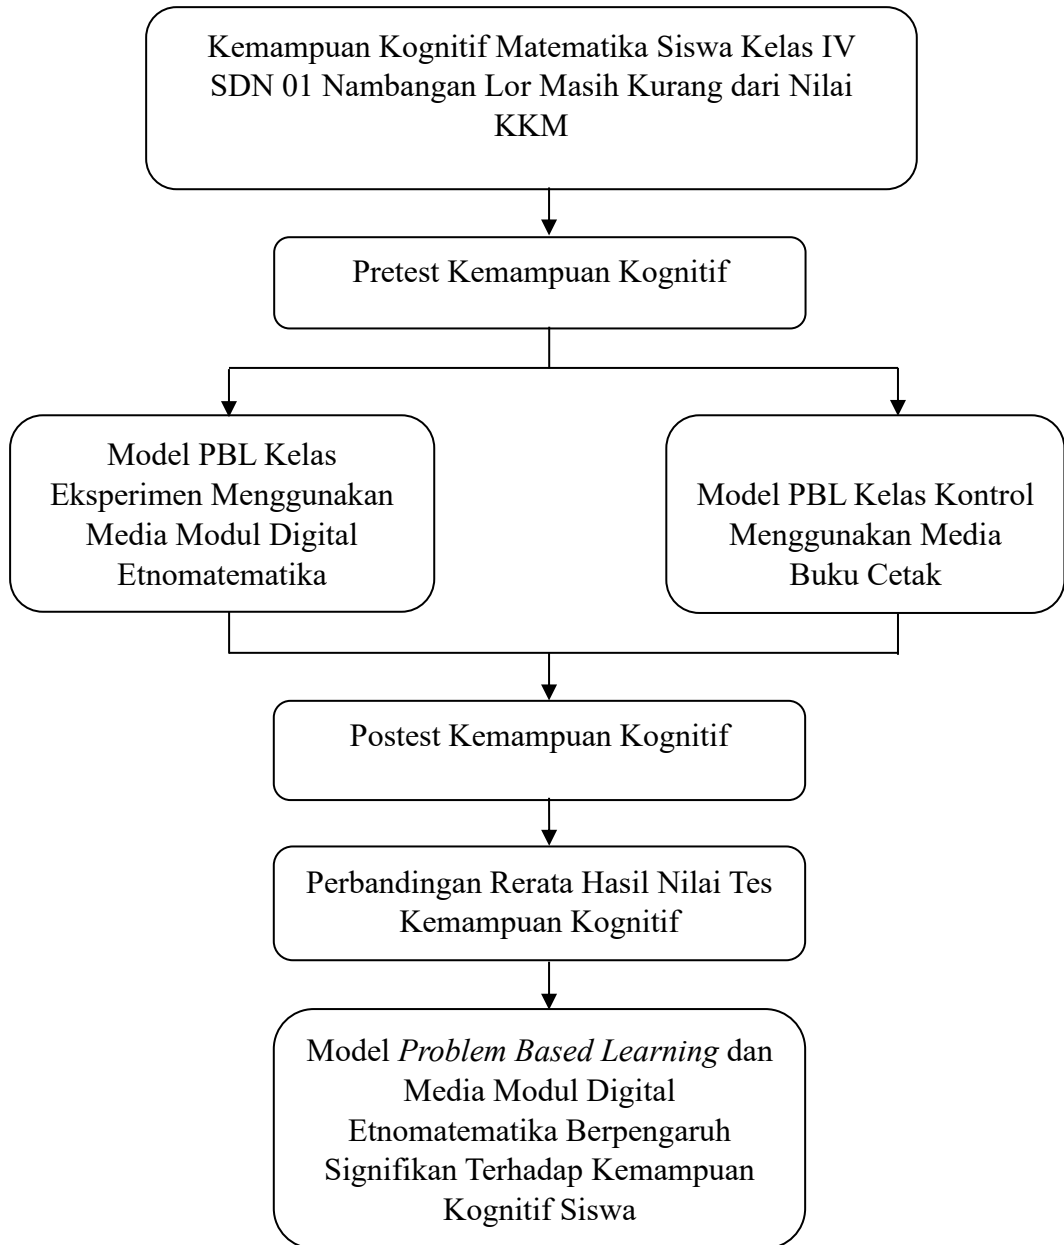 Kemampuan Kognitif Matematika Siswa Kelas IV
SDN 01 Nambangan Lor Masih Kurang dari Nilai
KKM
Pretest Kemampuan Kognitif
Model PBL Kelas
Eksperimen Menggunakan
Media Modul Digital
Etnomatematika
Model PBL Kelas Kontrol
Menggunakan Media
Buku Cetak
Postest Kemampuan Kognitif
Perbandingan Rerata Hasil Nilai Tes
Kemampuan Kognitif
Model Problem Based Learning dan
Media Modul Digital
Etnomatematika Berpengaruh
Signifikan Terhadap Kemampuan
Kognitif Siswa